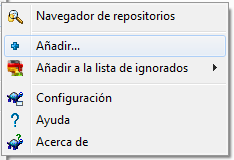 Navegador de repositorios
Añadir...
Añadir a la lista de ignorados
Configuración
Ayuda
Acerca de